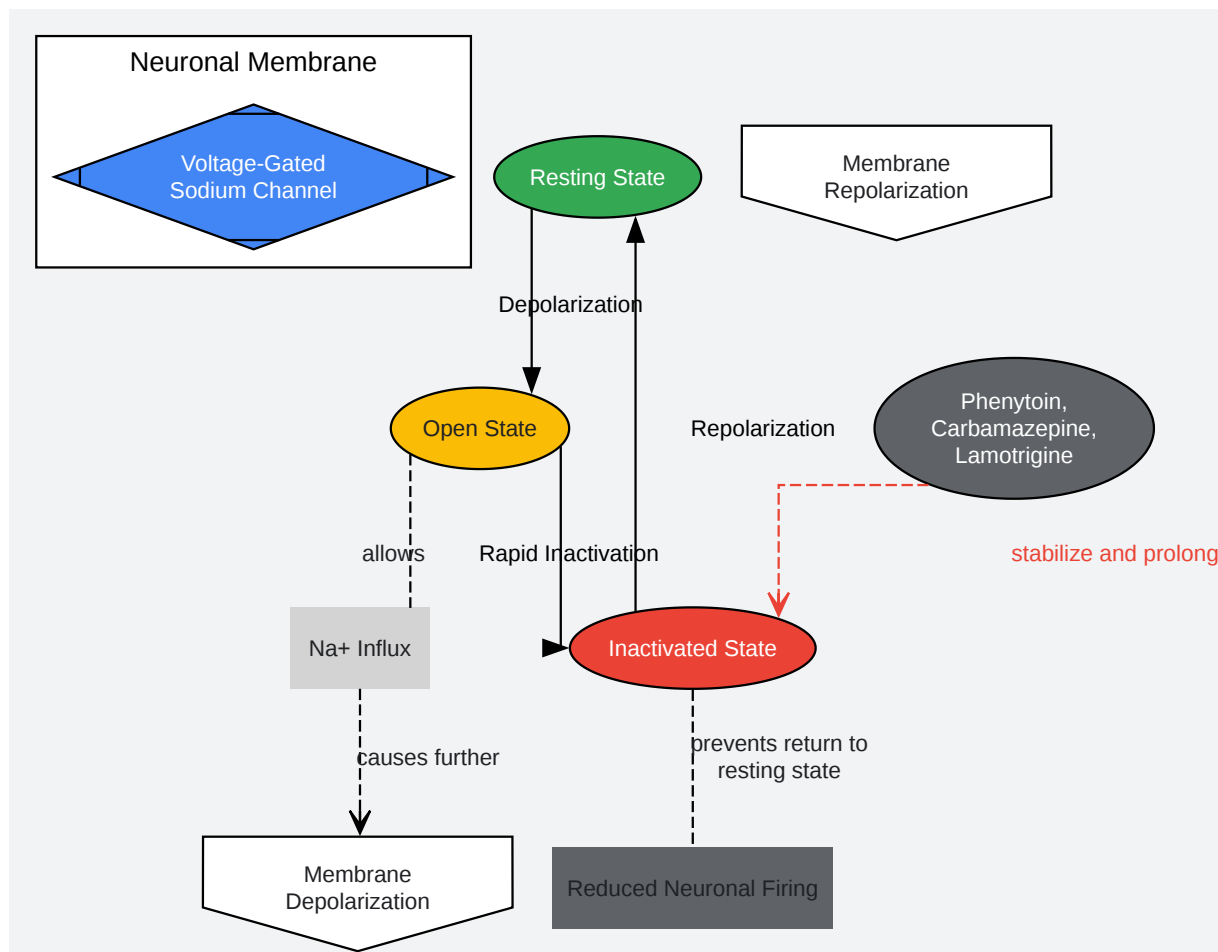 Neuronal Membrane
Voltage-Gated
Sodium Channel
Resting State
Membrane
Repolarization
Depolarization
Open State
Repolarization
Phenytoin,
Carbamazepine,
Lamotrigine
allows
Rapid Inactivation
stabilize and prolong
Na+ Influx
Inactivated State
causes further
prevents return to
resting state
Membrane
Depolarization
Reduced Neuronal Firing